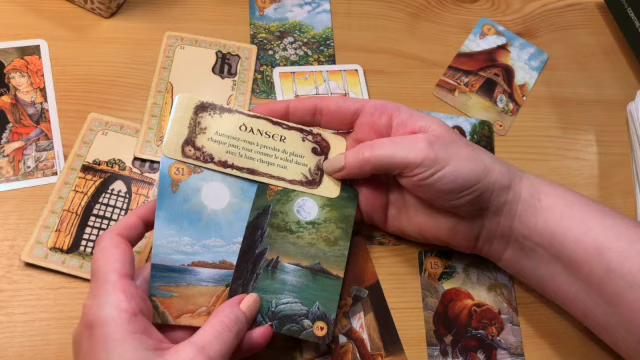 DANSER
Autorisez-vous à prendre du plaisir
chaque jour, tout comme le soleil danse
avec la lune chaque nuit.
31
15